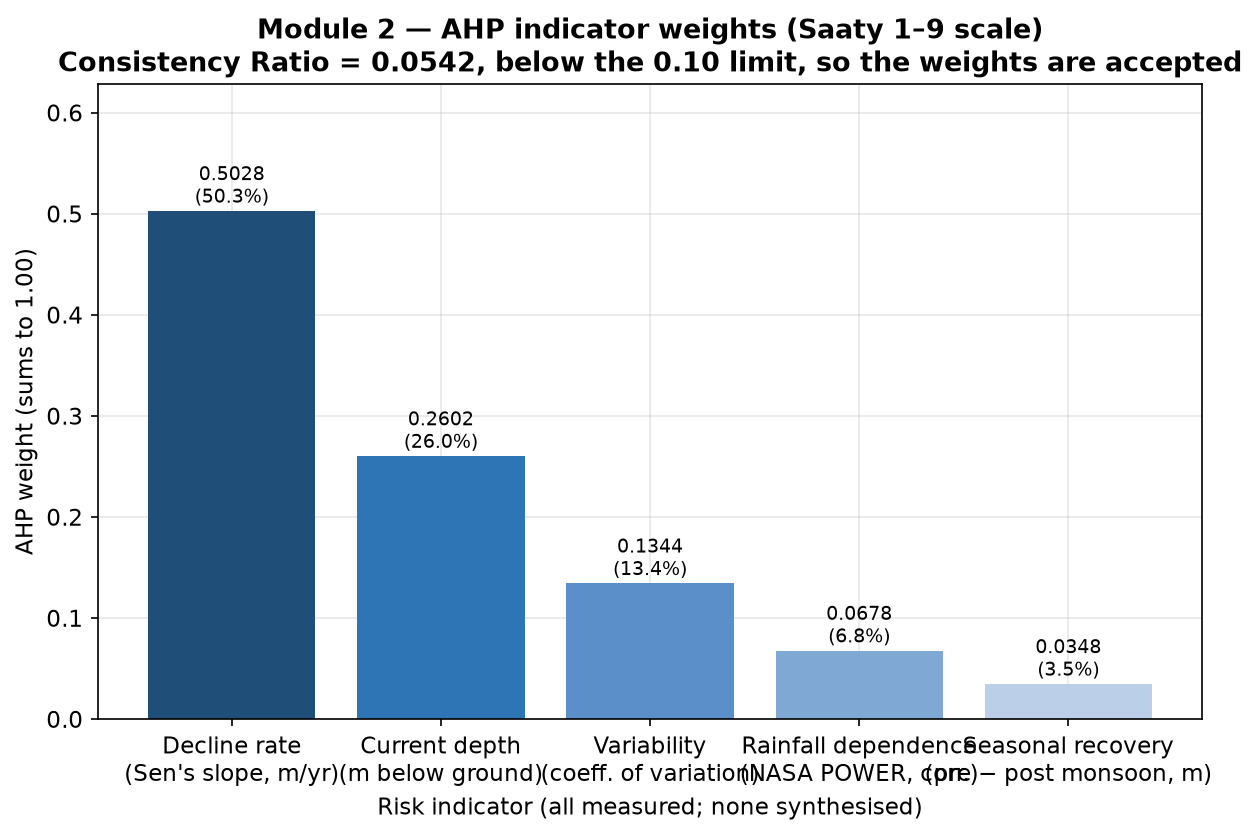 Module 2 — AHP indicator weights (Saaty 1–9 scale)
Consistency Ratio = 0.0542, below the 0.10 limit, so the weights are accepted
AHP weight (sums to 1.00)
0.6
0.5
0.4
0.3
0.2
0.1
0.0
0.5028
(50.3%)
0.2602
(26.0%)
0.1344
(13.4%)
0.0678
(6.8%)
0.0348
(3.5%)
Decline rate
(Sen's slope, m/yr)
Current depth
(m below ground)
Variability
(coeff. of variation)
Rainfall dependence
(NASA POWER, corr.)
Seasonal recovery
(pre − post monsoon, m)
Risk indicator (all measured; none synthesised)